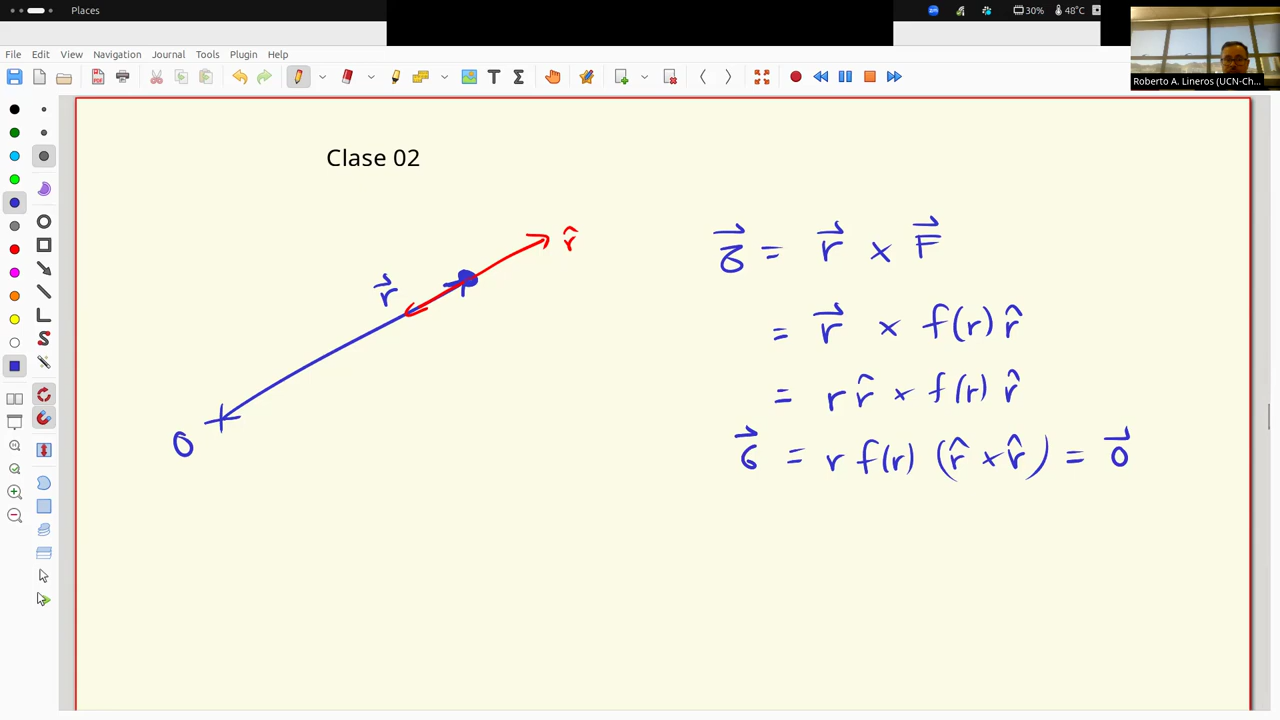 Places
30%
48°C
File Edit View Navigation Journal Tools Plugin Help
Roberto A. Lineros (UCN-Ch...
Clase 02
r̂
r⃗
O
τ⃗ = r⃗ × F⃗
= r⃗ × f(r) r̂
= r r̂ × f(r) r̂
τ⃗ = r f(r) (r̂ × r̂) = 0⃗